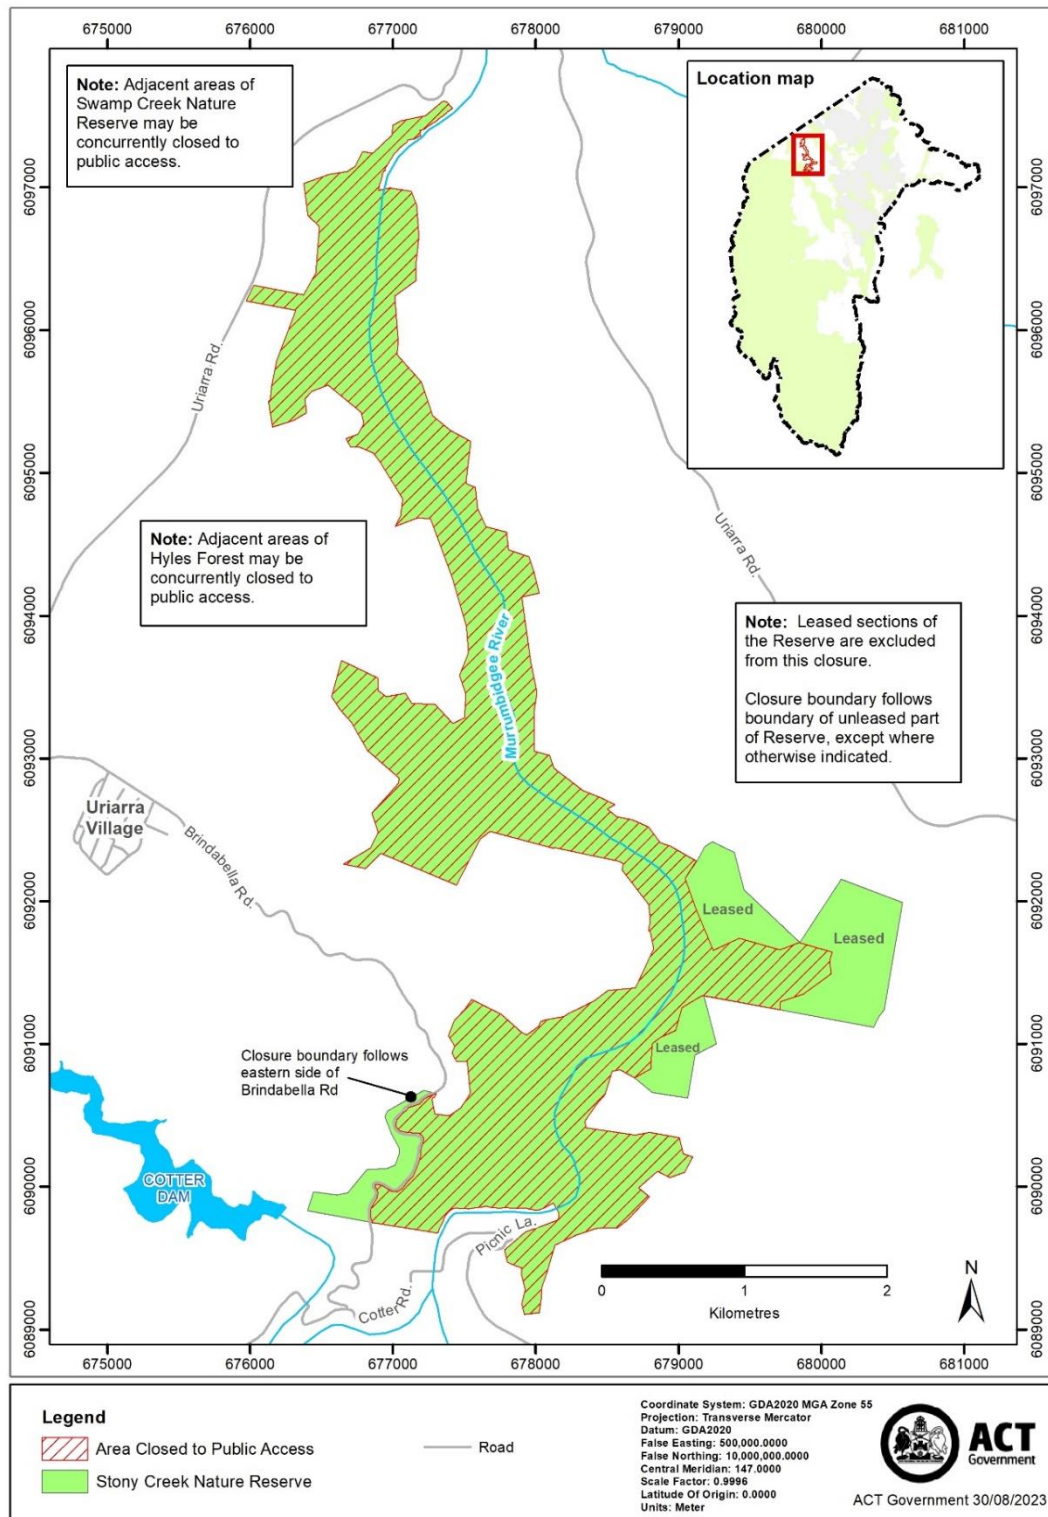 675000 676000 677000 678000 679000 680000 681000
Note: Adjacent areas of
Swamp Creek Nature
Reserve may be
concurrently closed to
public access.
Location map
6097000
6097000
6096000
6096000
Uriarra Rd.
6095000
6095000
Uriarra Rd.
Note: Adjacent areas of
Hyles Forest may be
concurrently closed to
public access.
6094000
6094000
Murrumbidgee River
Note: Leased sections of
the Reserve are excluded
from this closure.
Closure boundary follows
boundary of unleased part
of Reserve, except where
otherwise indicated.
6093000
6093000
Uriarra
Village
Brindabella Rd.
6092000
6092000
Leased
Leased
6091000
6091000
Leased
Closure boundary follows
eastern side of
Brindabella Rd
6090000
6090000
COTTER
DAM
Picnic La.
Cotter Rd.
N
0 1 2
Kilometres
6089000
6089000
675000 676000 677000 678000 679000 680000 681000
Legend
Area Closed to Public Access
Road
Stony Creek Nature Reserve
Coordinate System: GDA2020 MGA Zone 55
Projection: Transverse Mercator
Datum: GDA2020
False Easting: 500,000.0000
False Northing: 10,000,000.0000
Central Meridian: 147.0000
Scale Factor: 0.9996
Latitude Of Origin: 0.0000
Units: Meter
ACT
Government
ACT Government 30/08/2023